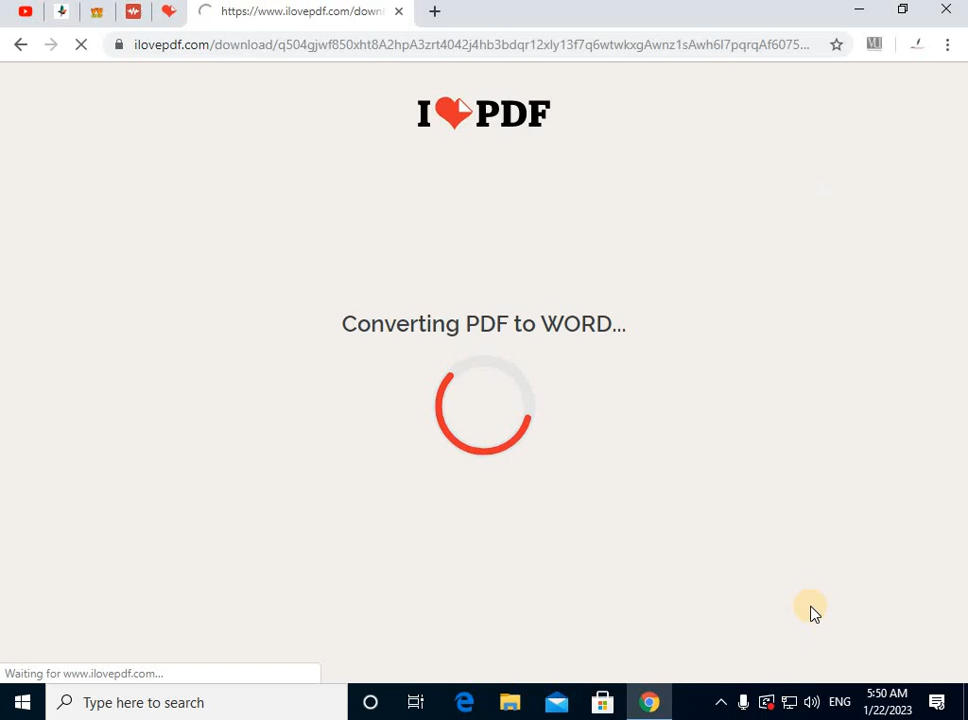 https://www.ilovepdf.com/down
ilovepdf.com/download/q504gjwf850xht8A2hpA3zrt4042j4hb3bdqr12xly13f7q6wtwkxgAwnz1sAwh6l7pqrqAf6075...
I PDF
Converting PDF to WORD...
Waiting for www.ilovepdf.com...
Type here to search
ENG
5:50 AM
1/22/2023